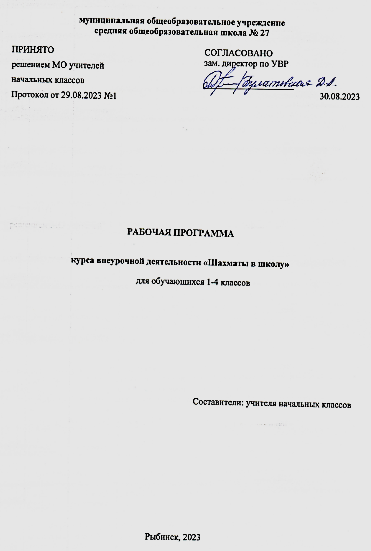 муниципальная общеобразовательное учреждение
средняя общеобразовательная школа № 27
ПРИНЯТО
решением МО учителей
начальных классов
Протокол от 29.08.2023 №1
СОГЛАСОВАНО
зам. директор по УВР
30.08.2023
РАБОЧАЯ ПРОГРАММА
курса внеурочной деятельности «Шахматы в школу»
для обучающихся 1-4 классов
Составители: учителя начальных классов
Рыбинск, 2023